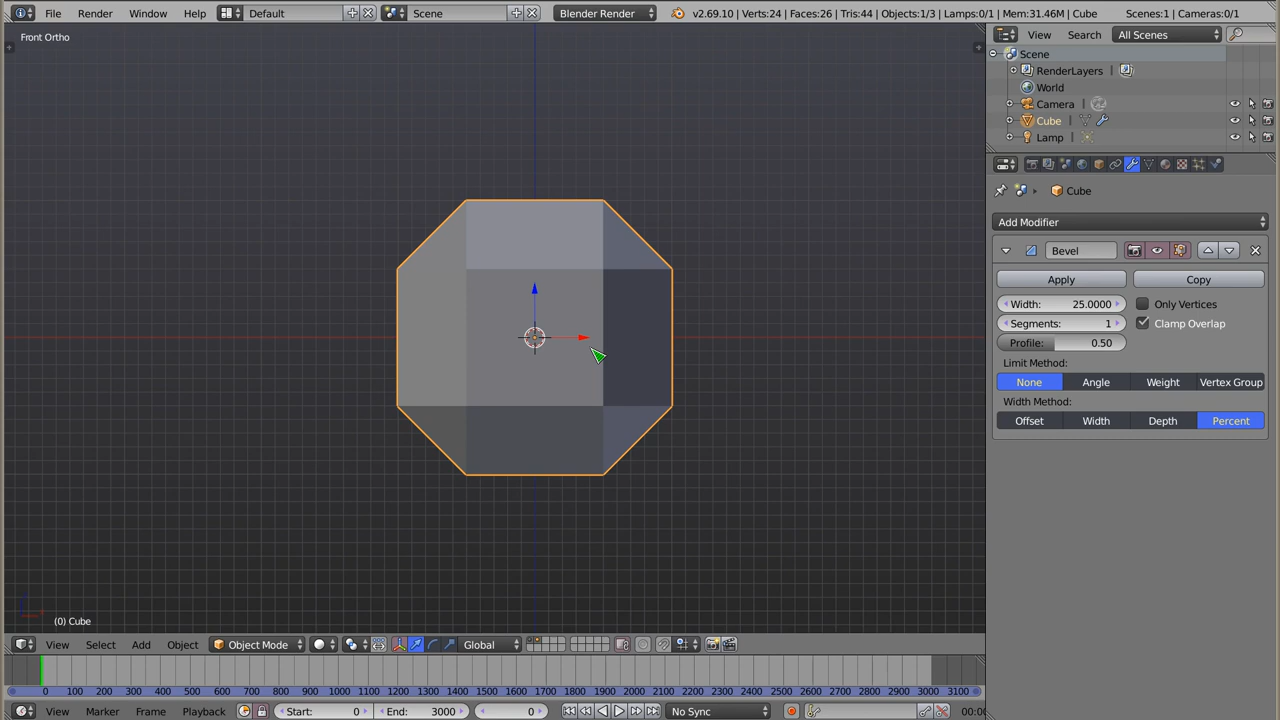 File Render Window Help Default Scene Blender Render v2.69.10 | Verts:24 | Faces:26 | Tris:44 | Objects:1/3 | Lamps:0/1 | Mem:31.46M | Cube Scenes:1 | Cameras:0/1
Front Ortho
View Search All Scenes
Scene
RenderLayers
World
Camera
Cube
Lamp
Cube
Add Modifier
Bevel
Apply Copy
Width: 25.0000 Only Vertices
Segments: 1 Clamp Overlap
Profile: 0.50
Limit Method:
None Angle Weight Vertex Group
Width Method:
Offset Width Depth Percent
(0) Cube
View Select Add Object Object Mode Global
0 100 200 300 400 500 600 700 800 900 1000 1100 1200 1300 1400 1500 1600 1700 1800 1900 2000 2100 2200 2300 2400 2500 2600 2700 2800 2900 3000 3100
View Marker Frame Playback Start: 0 End: 3000 0 No Sync 00:0